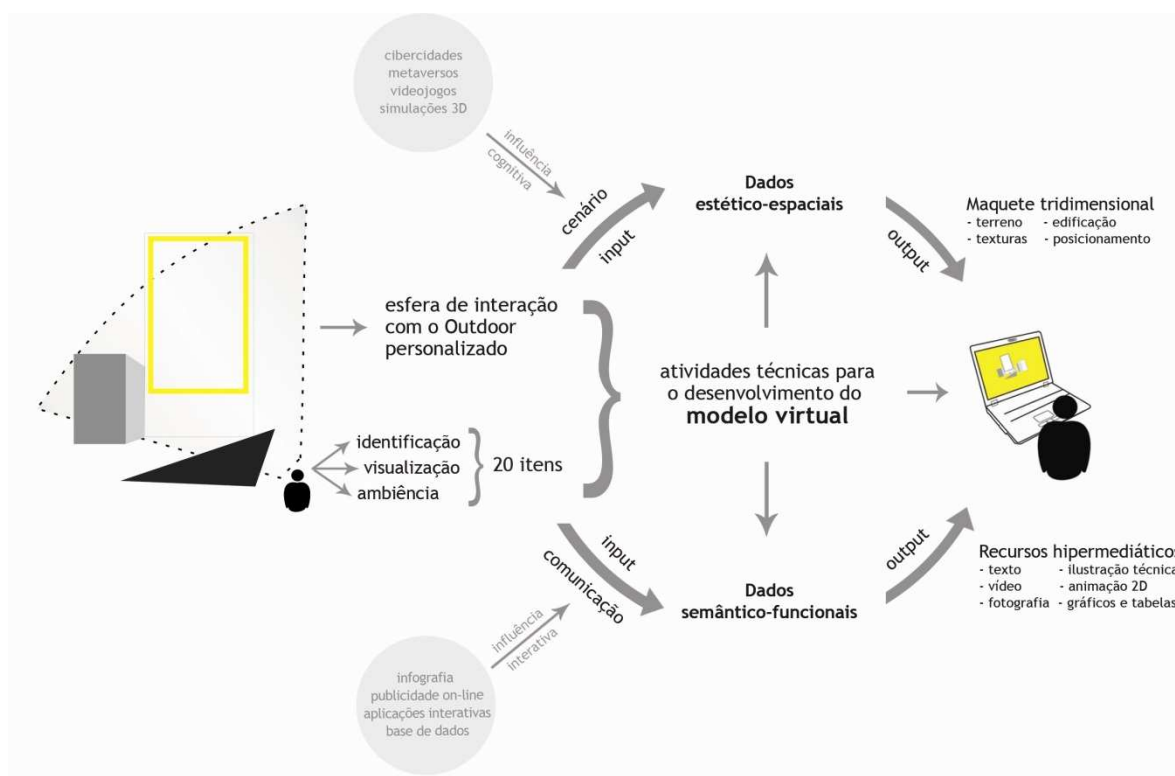 cibercidades
metaversos
videojogos
simulações 3D
influência
cognitiva
cenário
input
Dados
estético-espaciais
output
Maquete tridimensional
- terreno - edificação
- texturas - posicionamento
esfera de interação
com o Outdoor
personalizado
atividades técnicas para
o desenvolvimento do
modelo virtual
identificação
visualização
ambiência
20 itens
input
comunicação
influência
interativa
Dados
semântico-funcionais
output
Recursos hipermediáticos
- texto - ilustração técnica
- vídeo - animação 2D
- fotografia - gráficos e tabelas
infografia
publicidade on-line
aplicações interativas
base de dados